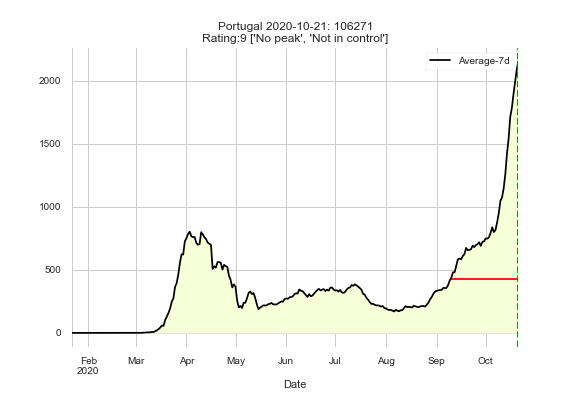 Portugal 2020-10-21: 106271
Rating:9 ['No peak', 'Not in control']
Average-7d
2000
1500
1000
500
0
Feb Mar Apr May Jun Jul Aug Sep Oct
2020
Date